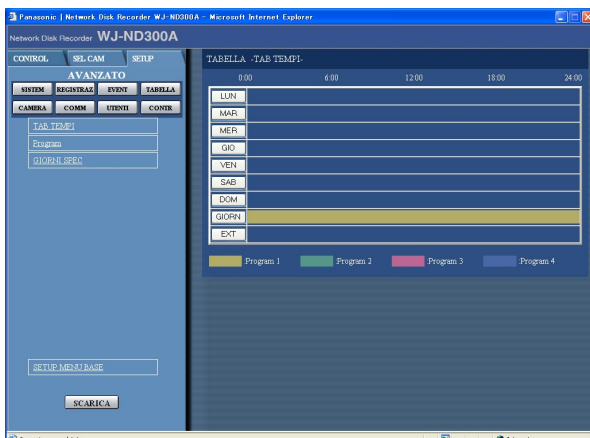 Panasonic | Network Disk Recorder WJ-ND300A - Microsoft Internet Explorer
Network Disk Recorder WJ-ND300A
CONTROL SEL CAM SETUP
AVANZATO
SISTEM REGISTRAZ EVENT TABELLA
CAMERA COMM UTENTI CONTR
TAB TEMPI
Program
GIORNI SPEC
SETUP MENU BASE
SCARICA
TABELLA -TAB TEMPI-
0:00 6:00 12:00 18:00 24:00
LUN
MAR
MER
GIO
VEN
SAB
DOM
GIORN
EXT
:Program 1 :Program 2 :Program 3 :Program 4